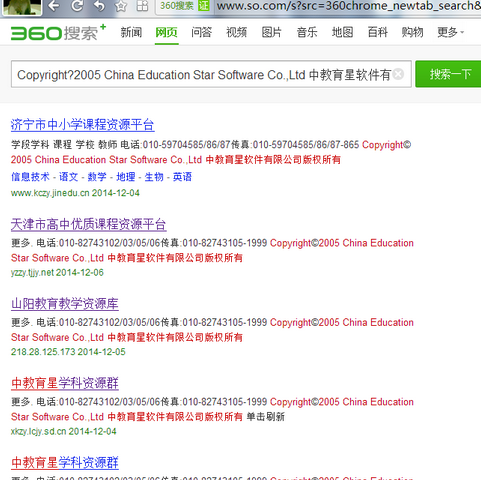 360搜索 证 www.so.com/s?src=360chrome_newtab_search&
360搜索+ 新闻 网页 问答 视频 图片 音乐 地图 百科 购物 更多
Copyright?2005 China Education Star Software Co.,Ltd 中教育星软件有 搜索一下
济宁市中小学课程资源平台
学段学科 课程 学校 教师 电话:010-59704585/86/87传真:010-59704585/86/87-865 Copyright©
2005 China Education Star Software Co.,Ltd 中教育星软件有限公司版权所有
信息技术 - 语文 - 数学 - 地理 - 生物 - 英语
www.kczy.jinedu.cn 2014-12-04
天津市高中优质课程资源平台
更多. 电话:010-82743102/03/05/06传真:010-82743105-1999 Copyright©2005 China Education
Star Software Co.,Ltd 中教育星软件有限公司版权所有
yzzy.tjjy.net 2014-12-06
山阳教育教学资源库
更多. 电话:010-82743102/03/05/06传真:010-82743105-1999 Copyright©2005 China Education
Star Software Co.,Ltd 中教育星软件有限公司版权所有
218.28.125.173 2014-12-05
中教育星学科资源群
更多. 电话:010-82743102/03/05/06传真:010-82743105-1999 Copyright©2005 China Education
Star Software Co.,Ltd 中教育星软件有限公司版权所有 单击刷新
xkzy.lcjy.sd.cn 2014-12-04
中教育星学科资源群